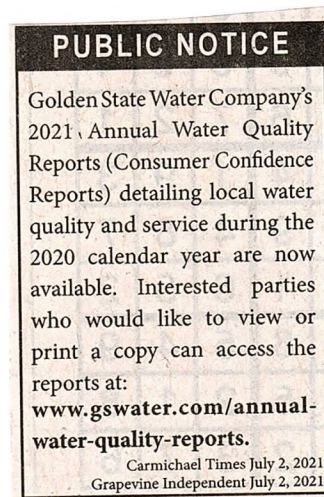 PUBLIC NOTICE
Golden State Water Company's
2021 Annual Water Quality
Reports (Consumer Confidence
Reports) detailing local water
quality and service during the
2020 calendar year are now
available. Interested parties
who would like to view or
print a copy can access the
reports at:
www.gswater.com/annual-
water-quality-reports.
Carmichael Times July 2, 2021
Grapevine Independent July 2, 2021